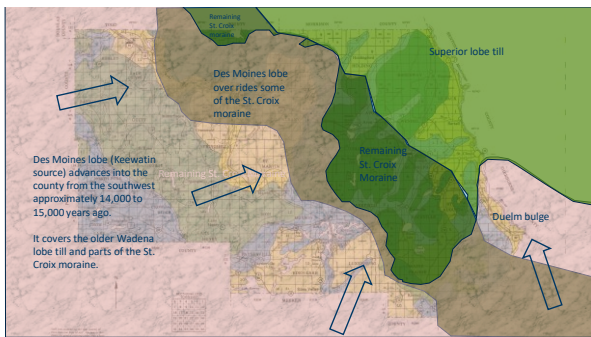 Remaining
St. Croix
moraine
Superior lobe till
Des Moines lobe
over rides some
of the St. Croix
moraine
Remaining
St. Croix
Moraine
Des Moines lobe (Keewatin
source) advances into the
county from the southwest
approximately 14,000 to
15,000 years ago.
Remaining St.
It covers the older Wadena
lobe till and parts of the St.
Croix moraine.
Duelm bulge